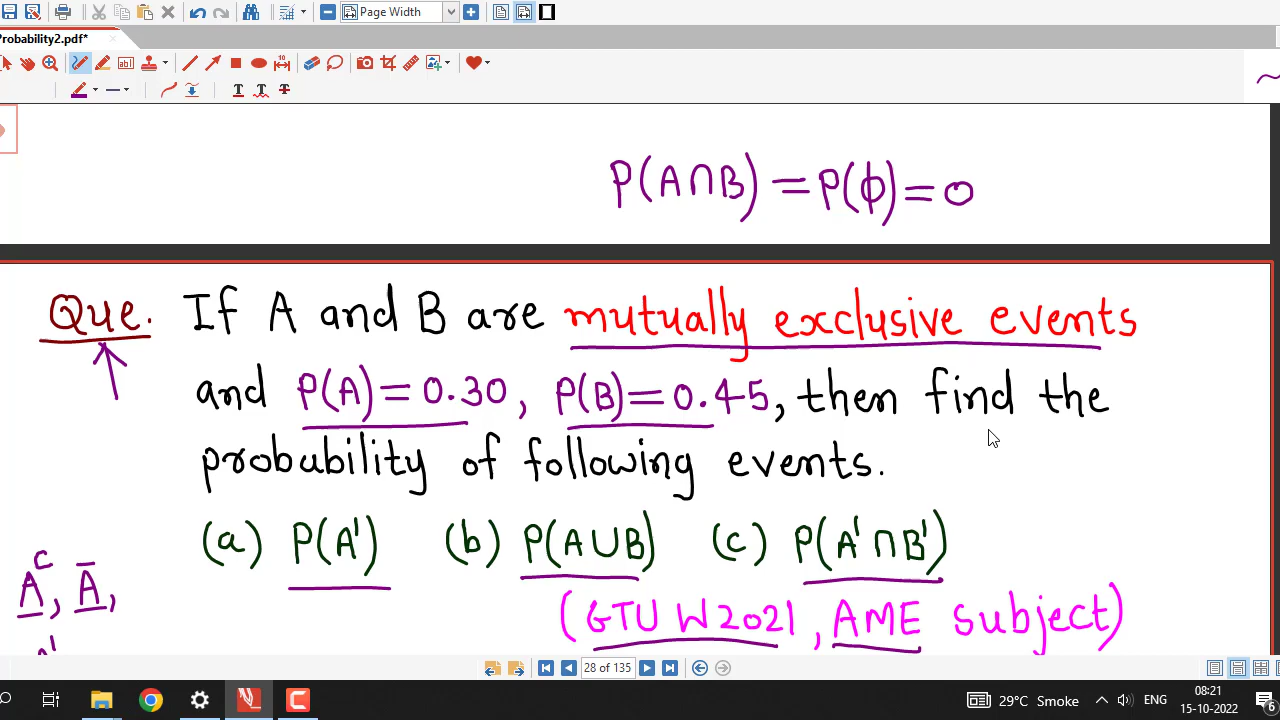 Page Width
Probability2.pdf*
P(A∩B) = P(ϕ) = 0
Que. If A and B are mutually exclusive events
and P(A) = 0.30, P(B) = 0.45, then find the
probability of following events.
(a) P(A') (b) P(A∪B) (c) P(A'∩B')
Aᶜ, Ā,
(GTU W2021, AME subject)
28 of 135
29°C Smoke ENG 08:21
15-10-2022 6